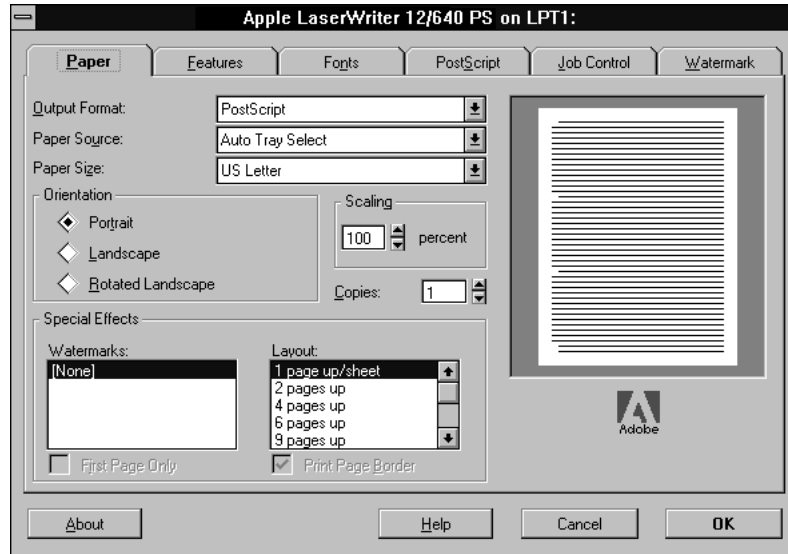 Apple LaserWriter 12/640 PS on LPT1:
Paper Features Fonts PostScript Job Control Watermark
Output Format: PostScript
Paper Source: Auto Tray Select
Paper Size: US Letter
Orientation
Portrait
Landscape
Rotated Landscape
Scaling
100 percent
Copies: 1
Special Effects
Watermarks:
[None]
First Page Only
Layout:
1 page up/sheet
2 pages up
4 pages up
6 pages up
9 pages up
Print Page Border
Adobe
About Help Cancel OK